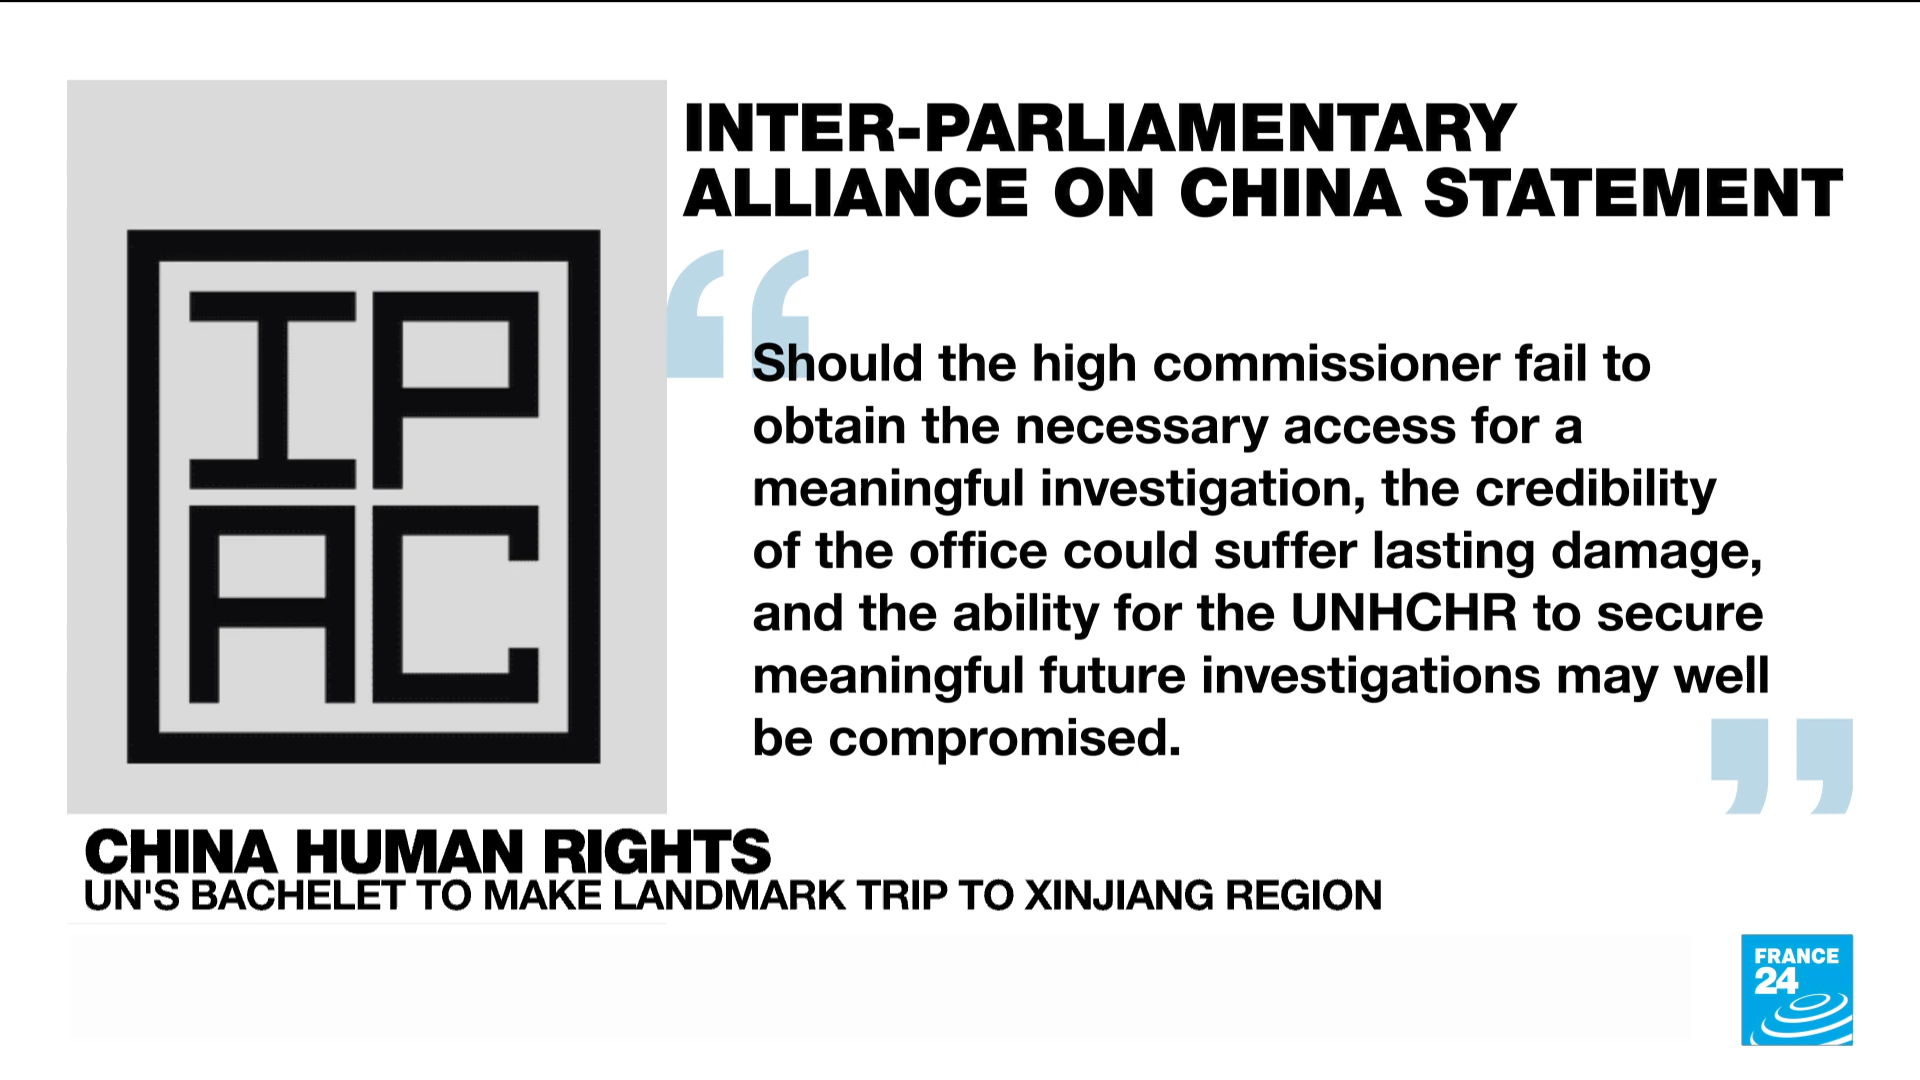 INTER-PARLIAMENTARY
ALLIANCE ON CHINA STATEMENT
IP
AC
“
Should the high commissioner fail to
obtain the necessary access for a
meaningful investigation, the credibility
of the office could suffer lasting damage,
and the ability for the UNHCHR to secure
meaningful future investigations may well
be compromised.
”
CHINA HUMAN RIGHTS
UN'S BACHELET TO MAKE LANDMARK TRIP TO XINJIANG REGION
FRANCE
24